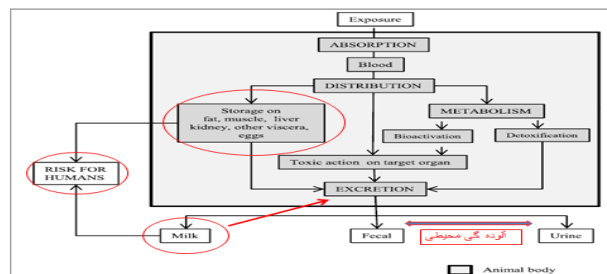 Exposure
ABSORPTION
Blood
DISTRIBUTION
Storage on
fat, muscle, liver
kidney, other viscera,
eggs
METABOLISM
Bioactivation
Detoxification
Toxic action on target organ
RISK FOR
HUMANS
EXCRETION
Milk
Fecal
آلوده گی محیطی
Urine
Animal body